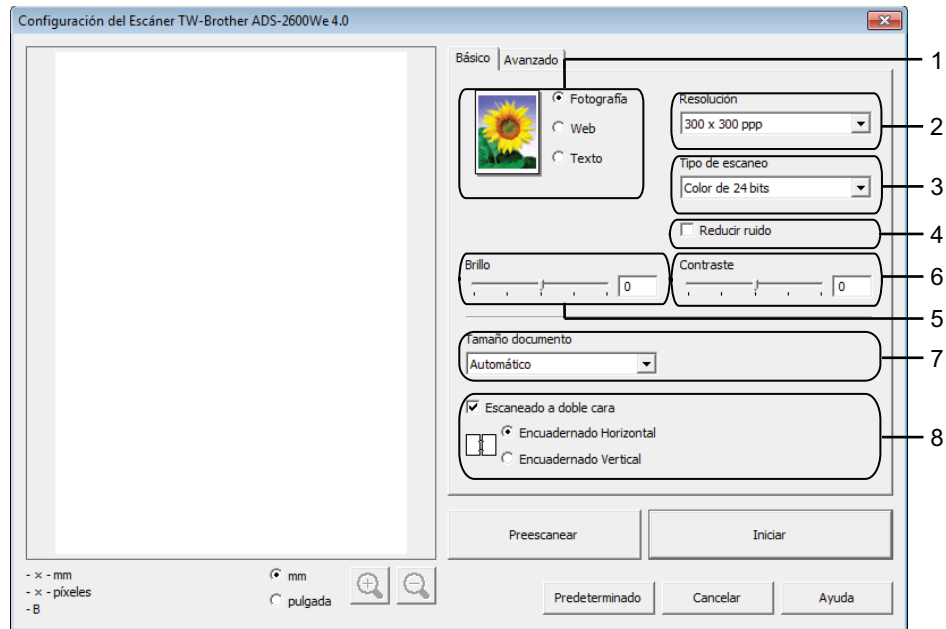 Configuración del Escáner TW-Brother ADS-2600We 4.0
Básico
Avanzado
1
Fotografía
Web
Texto
Resolución
300 x 300 ppp
2
Tipo de escaneo
Color de 24 bits
3
Reducir ruido
4
Brillo
0
Contraste
0
6
5
Tamaño documento
Automático
7
Escaneado a doble cara
Encuadernado Horizontal
Encuadernado Vertical
8
Preescanear
Iniciar
- × - mm
- × - píxeles
- B
mm
pulgada
Predeterminado
Cancelar
Ayuda